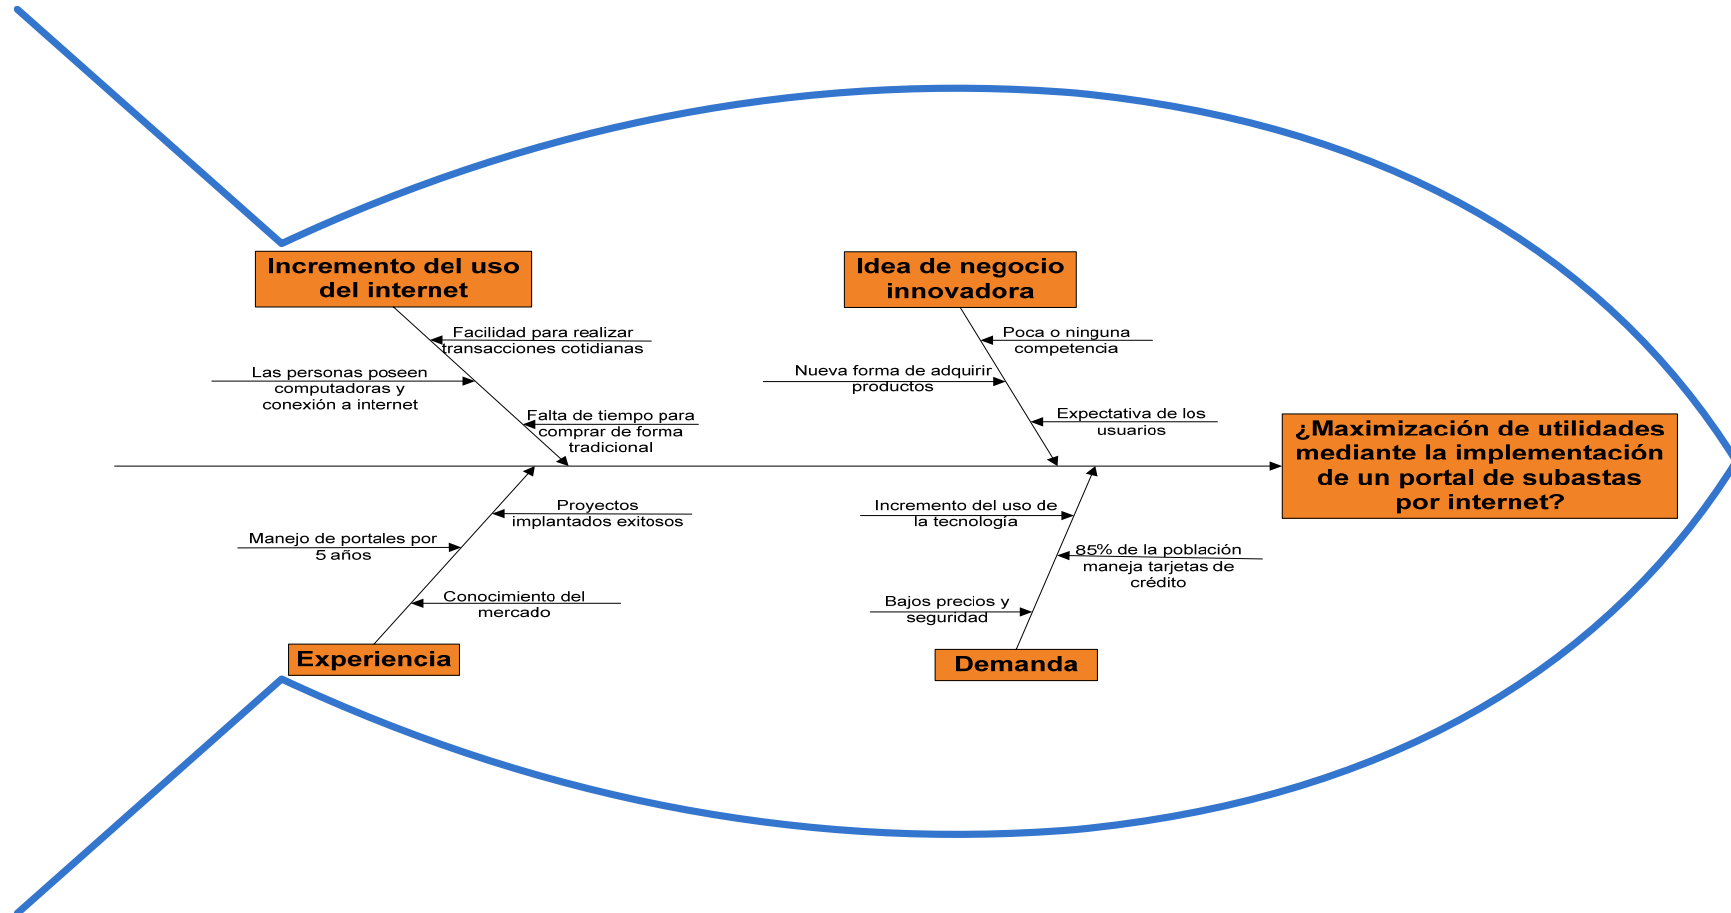 Incremento del uso
del internet
Facilidad para realizar
transacciones cotidianas
Las personas poseen
computadoras y
conexión a internet
Falta de tiempo para
comprar de forma
tradicional
Idea de negocio
innovadora
Poca o ninguna
competencia
Nueva forma de adquirir
productos
Expectativa de los
usuarios
¿Maximización de utilidades
mediante la implementación
de un portal de subastas
por internet?
Proyectos
implantados exitosos
Manejo de portales por
5 años
Conocimiento del
mercado
Experiencia
Incremento del uso de
la tecnología
85% de la población
maneja tarjetas de
crédito
Bajos precios y
seguridad
Demanda